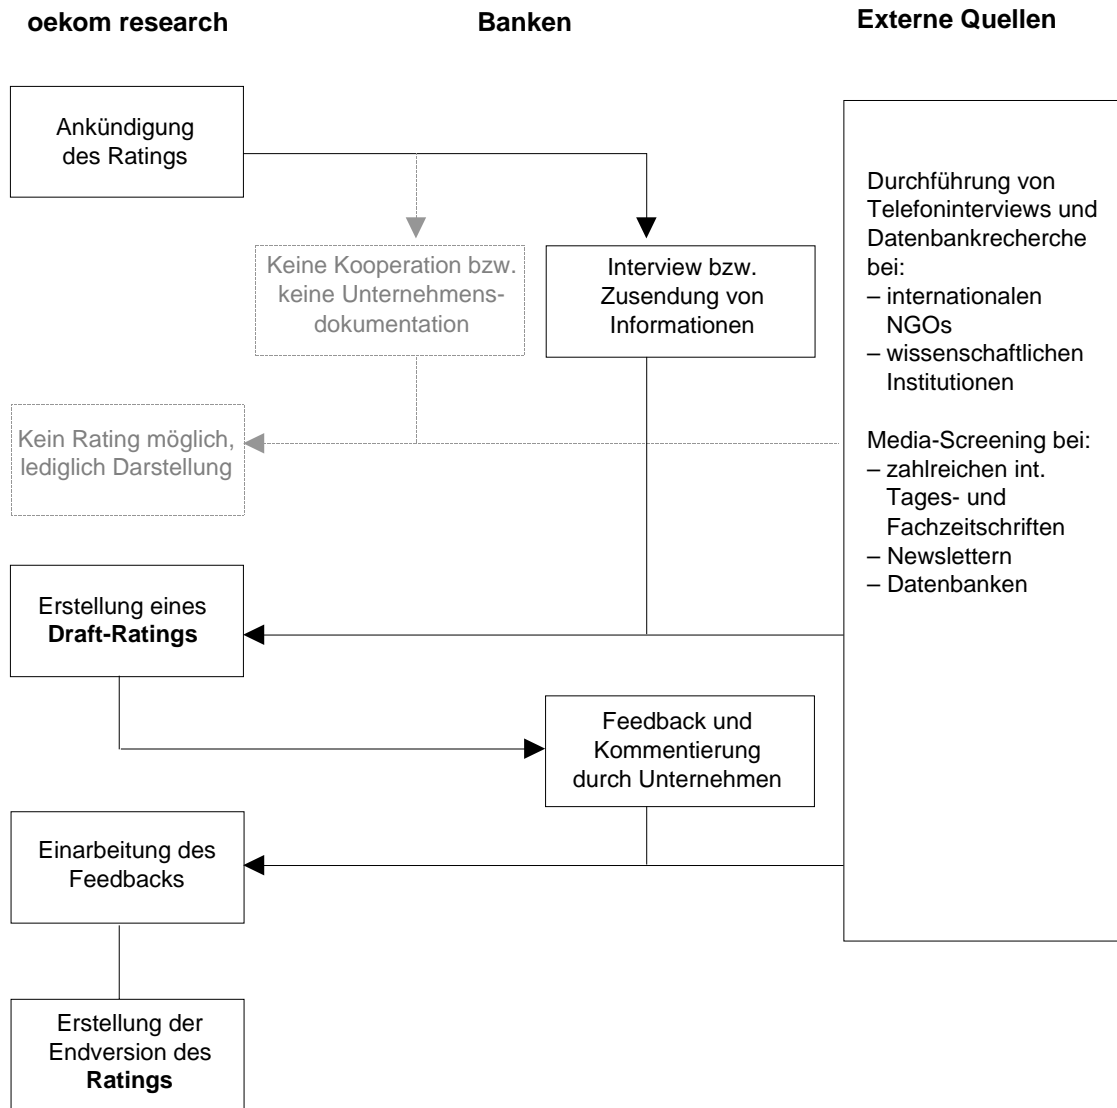 oekom research
Banken
Externe Quellen
Ankündigung
des Ratings
Keine Kooperation bzw.
keine Unternehmens-
dokumentation
Interview bzw.
Zusendung von
Informationen
Durchführung von
Telefoninterviews und
Datenbankrecherche
bei:
– internationalen
NGOs
– wissenschaftlichen
Institutionen
Media-Screening bei:
– zahlreichen int.
Tages- und
Fachzeitschriften
– Newslettern
– Datenbanken
Kein Rating möglich,
lediglich Darstellung
Erstellung eines
Draft-Ratings
Feedback und
Kommentierung
durch Unternehmen
Einarbeitung des
Feedbacks
Erstellung der
Endversion des
Ratings